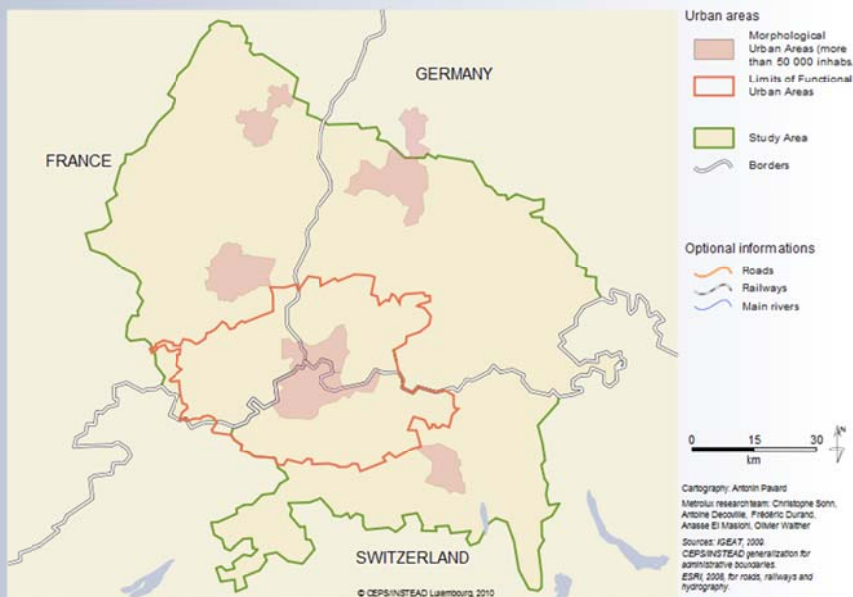 GERMANY
FRANCE
SWITZERLAND
© CEPS/INSTEAD Luxembourg, 2010
Urban areas
Morphological
Urban Areas (more
than 50 000 inhabs.
Limits of Functional
Urban Areas
Study Area
Borders
Optional informations
Roads
Railways
Main rivers
0 15 30
km
N
Cartography: Antonin Pavard
Metrolux research team: Christophe Sohn,
Antoine Decoville, Frédéric Durand,
Anasse El Maslohi, Olivier Walther
Sources: IGEAT, 2009.
CEPS/INSTEAD generalization for
administrative boundaries.
ESRI, 2008, for roads, railways and
hydrography.